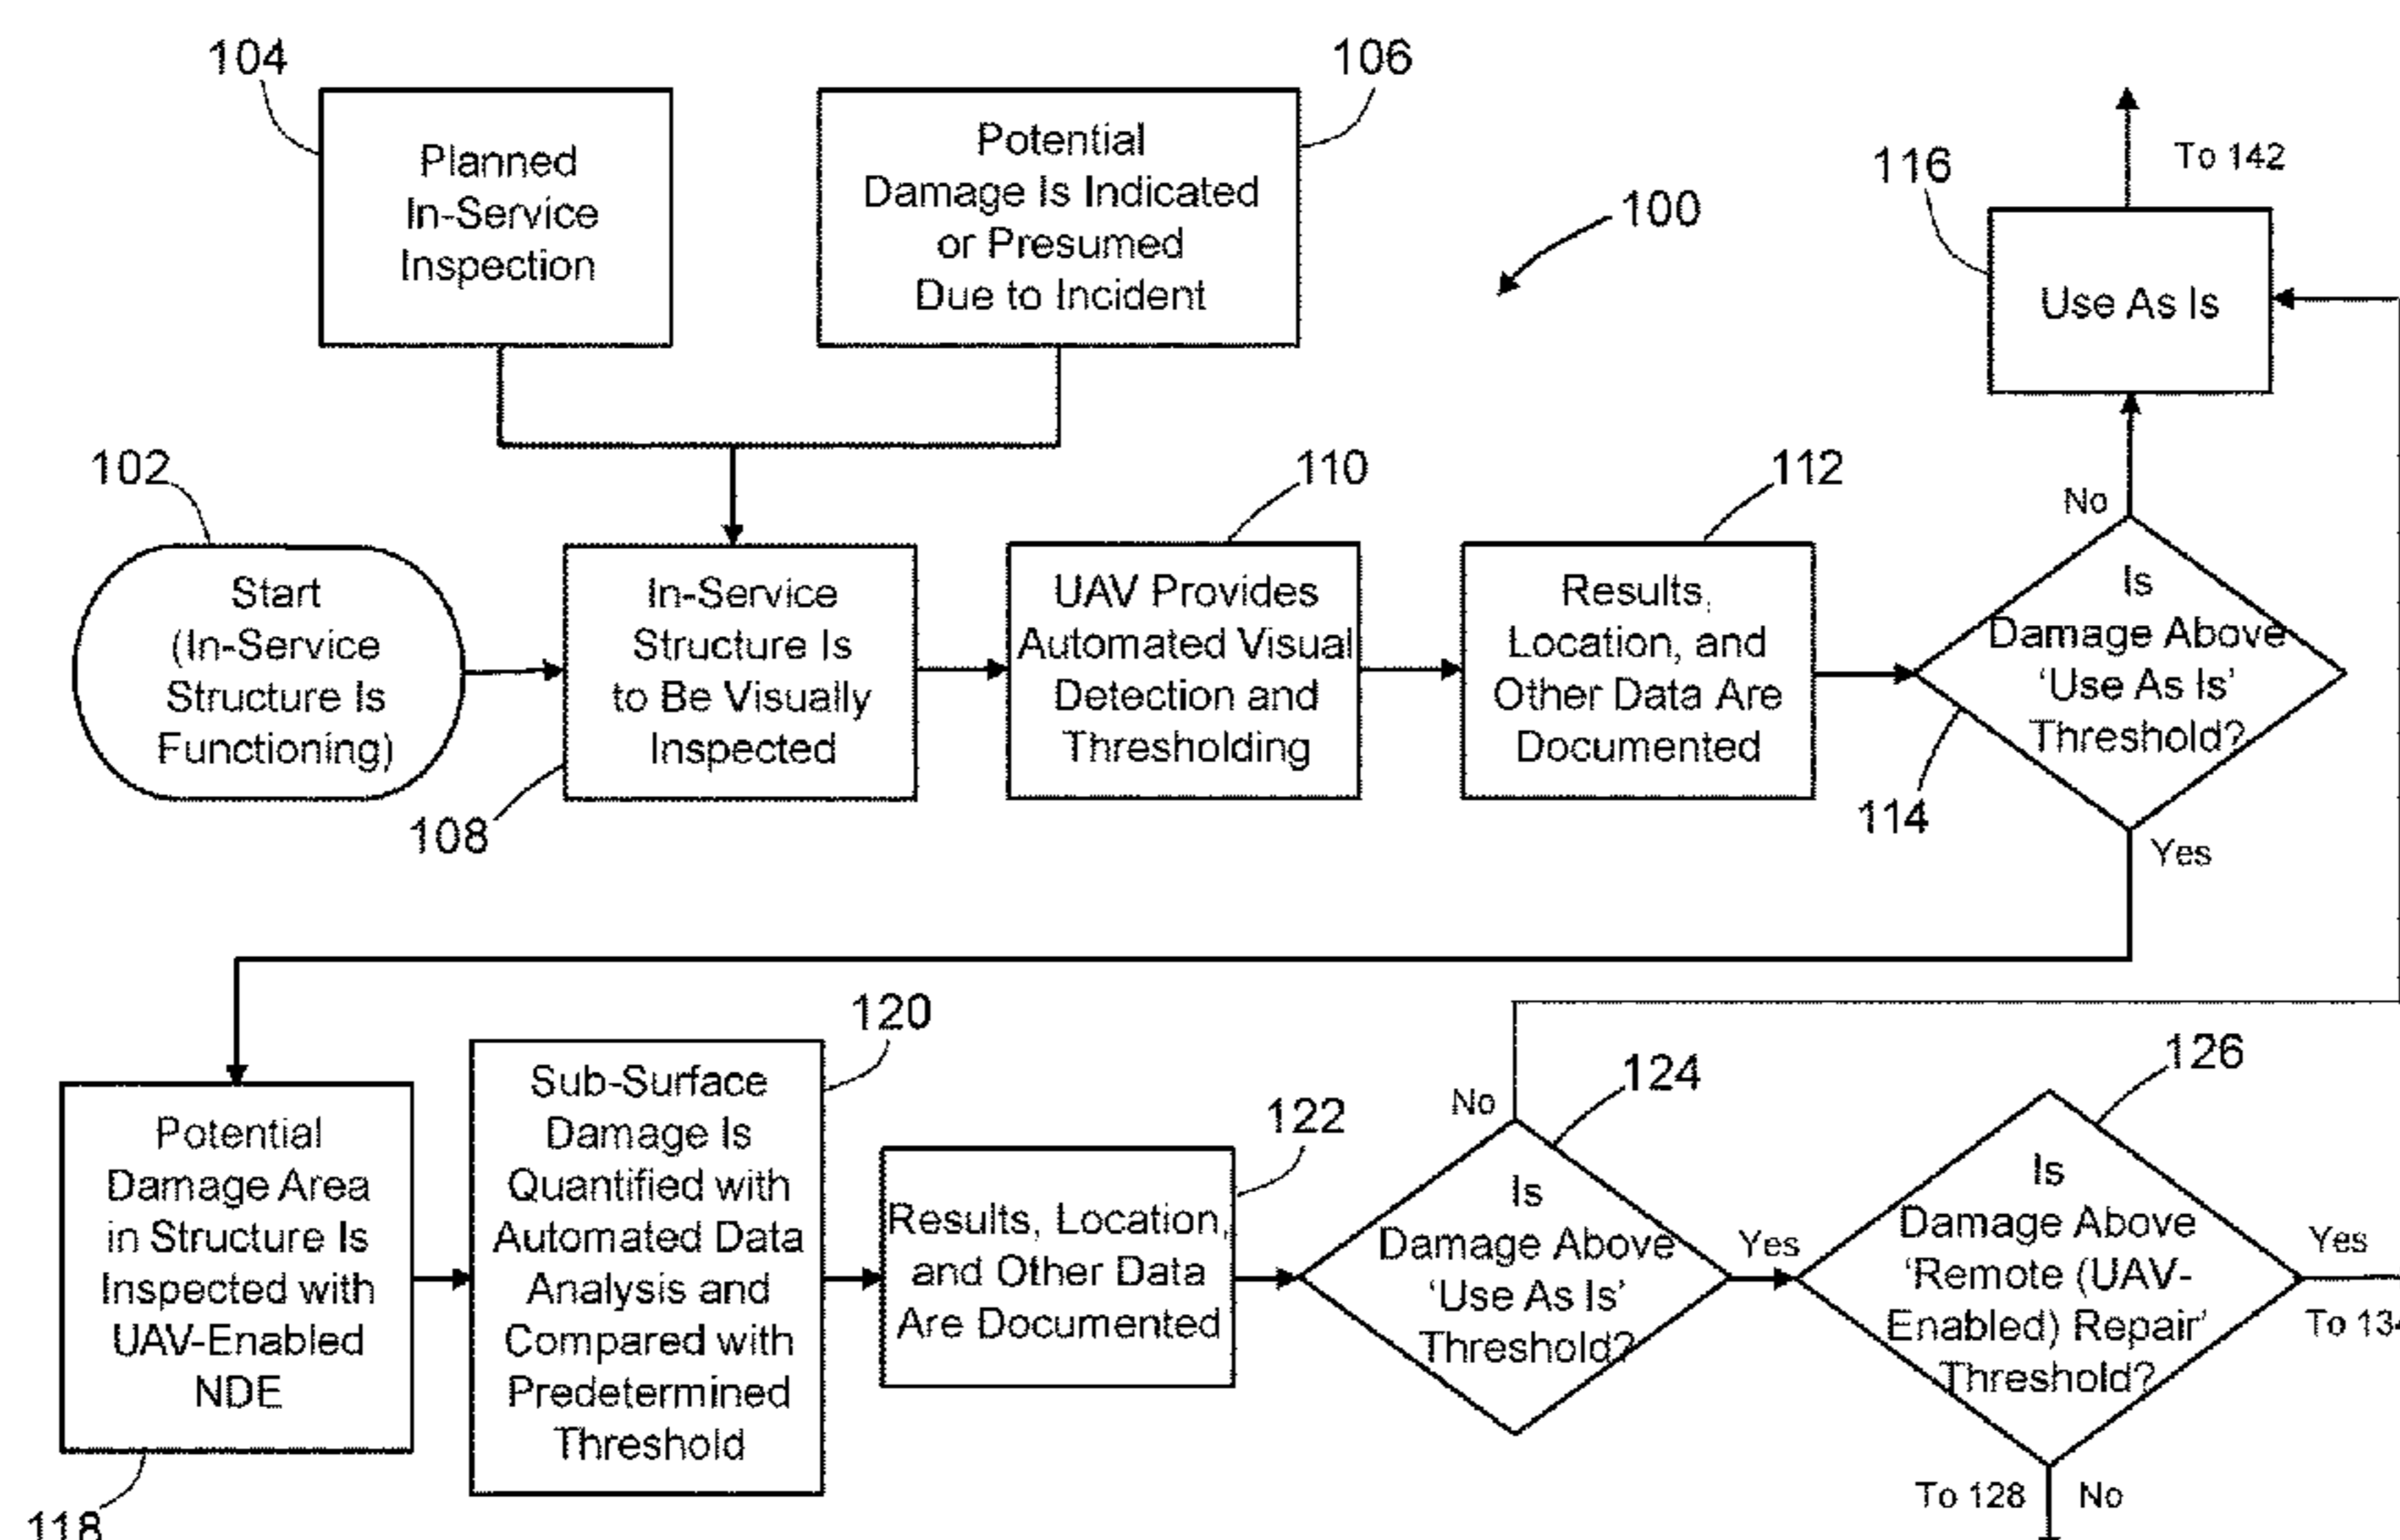 104
Planned
In-Service
Inspection
106
Potential
Damage Is Indicated
or Presumed
Due to Incident
100
To 142
116
Use As Is
102
Start
(In-Service
Structure Is
Functioning)
108
In-Service
Structure Is
to Be Visually
Inspected
110
UAV Provides
Automated Visual
Detection and
Thresholding
112
Results,
Location, and
Other Data Are
Documented
No
Is
Damage Above
‘Use As Is’
Threshold?
114
Yes
Potential
Damage Area
in Structure Is
Inspected with
UAV-Enabled
NDE
118
120
Sub-Surface
Damage Is
Quantified with
Automated Data
Analysis and
Compared with
Predetermined
Threshold
122
Results, Location,
and Other Data
Are Documented
No
124
Is
Damage Above
‘Use As Is’
Threshold?
Yes
126
Is
Damage Above
‘Remote (UAV-
Enabled) Repair’
Threshold?
Yes
To 134
To 128
No